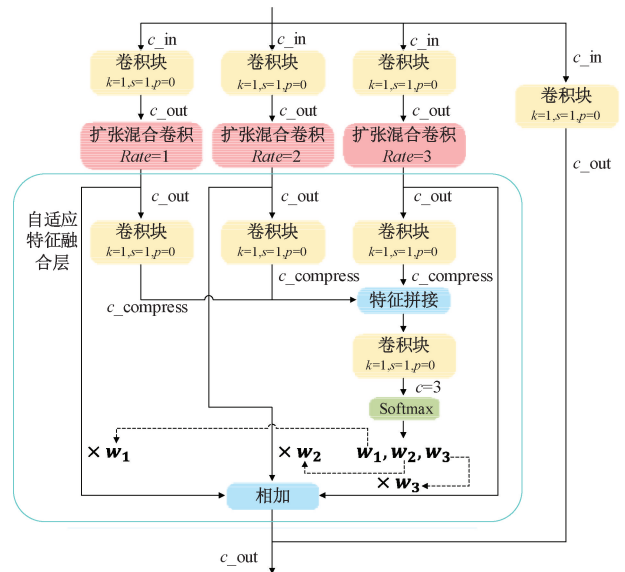 c_in
c_in
c_in
c_in
卷积块
k=1,s=1,p=0
卷积块
k=1,s=1,p=0
卷积块
k=1,s=1,p=0
卷积块
k=1,s=1,p=0
c_out
c_out
c_out
c_out
扩张混合卷积
Rate=1
扩张混合卷积
Rate=2
扩张混合卷积
Rate=3
自适应
特征融
合层
c_out
c_out
c_out
卷积块
k=1,s=1,p=0
卷积块
k=1,s=1,p=0
卷积块
k=1,s=1,p=0
c_compress
c_compress
c_compress
特征拼接
卷积块
k=1,s=1,p=0
c=3
Softmax
×w₁
×w₂
w₁,w₂,w₃
×w₃
相加
c_out